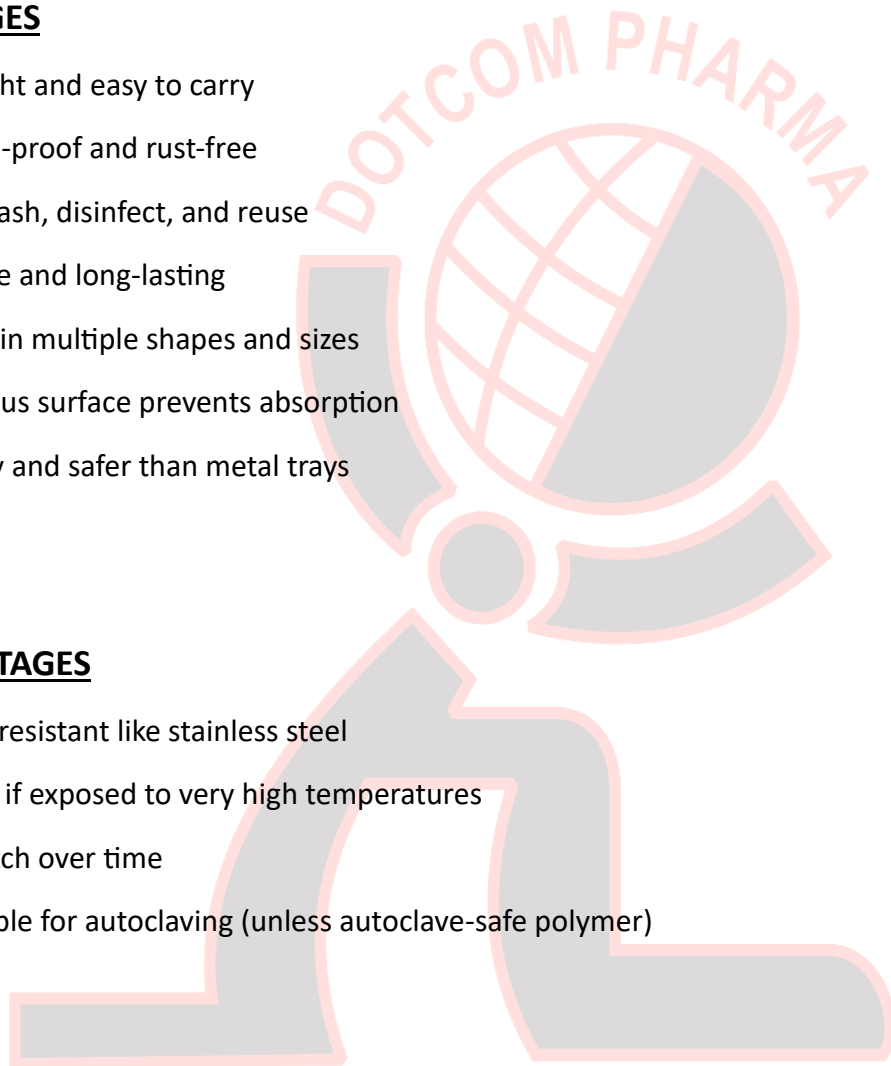 DOTCOM PHARMA
GES
ht and easy to carry
-proof and rust-free
ash, disinfect, and reuse
e and long-lasting
in multiple shapes and sizes
us surface prevents absorption
y and safer than metal trays
TAGES
resistant like stainless steel
if exposed to very high temperatures
tch over time
ple for autoclaving (unless autoclave-safe polymer)